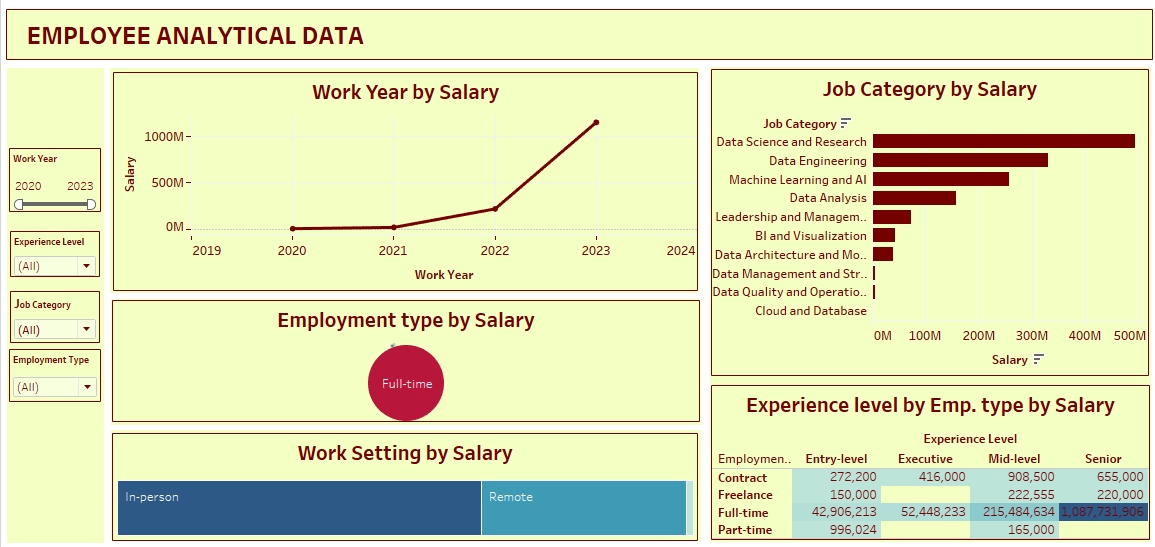 EMPLOYEE ANALYTICAL DATA
Work Year
2020 2023
Experience Level
(All)
Job Category
(All)
Employment Type
(All)
Work Year by Salary
Salary
1000M
500M
0M
2019 2020 2021 2022 2023 2024
Work Year
Employment type by Salary
Full-time
Work Setting by Salary
In-person Remote
Job Category by Salary
Job Category
Data Science and Research
Data Engineering
Machine Learning and AI
Data Analysis
Leadership and Managem..
BI and Visualization
Data Architecture and Mo..
Data Management and Str..
Data Quality and Operatio..
Cloud and Database
0M 100M 200M 300M 400M 500M
Salary
Experience level by Emp. type by Salary
Experience Level
Employmen.. Entry-level Executive Mid-level Senior
Contract 272,200 416,000 908,500 655,000
Freelance 150,000 222,555 220,000
Full-time 42,906,213 52,448,233 215,484,634 1,087,731,906
Part-time 996,024 165,000